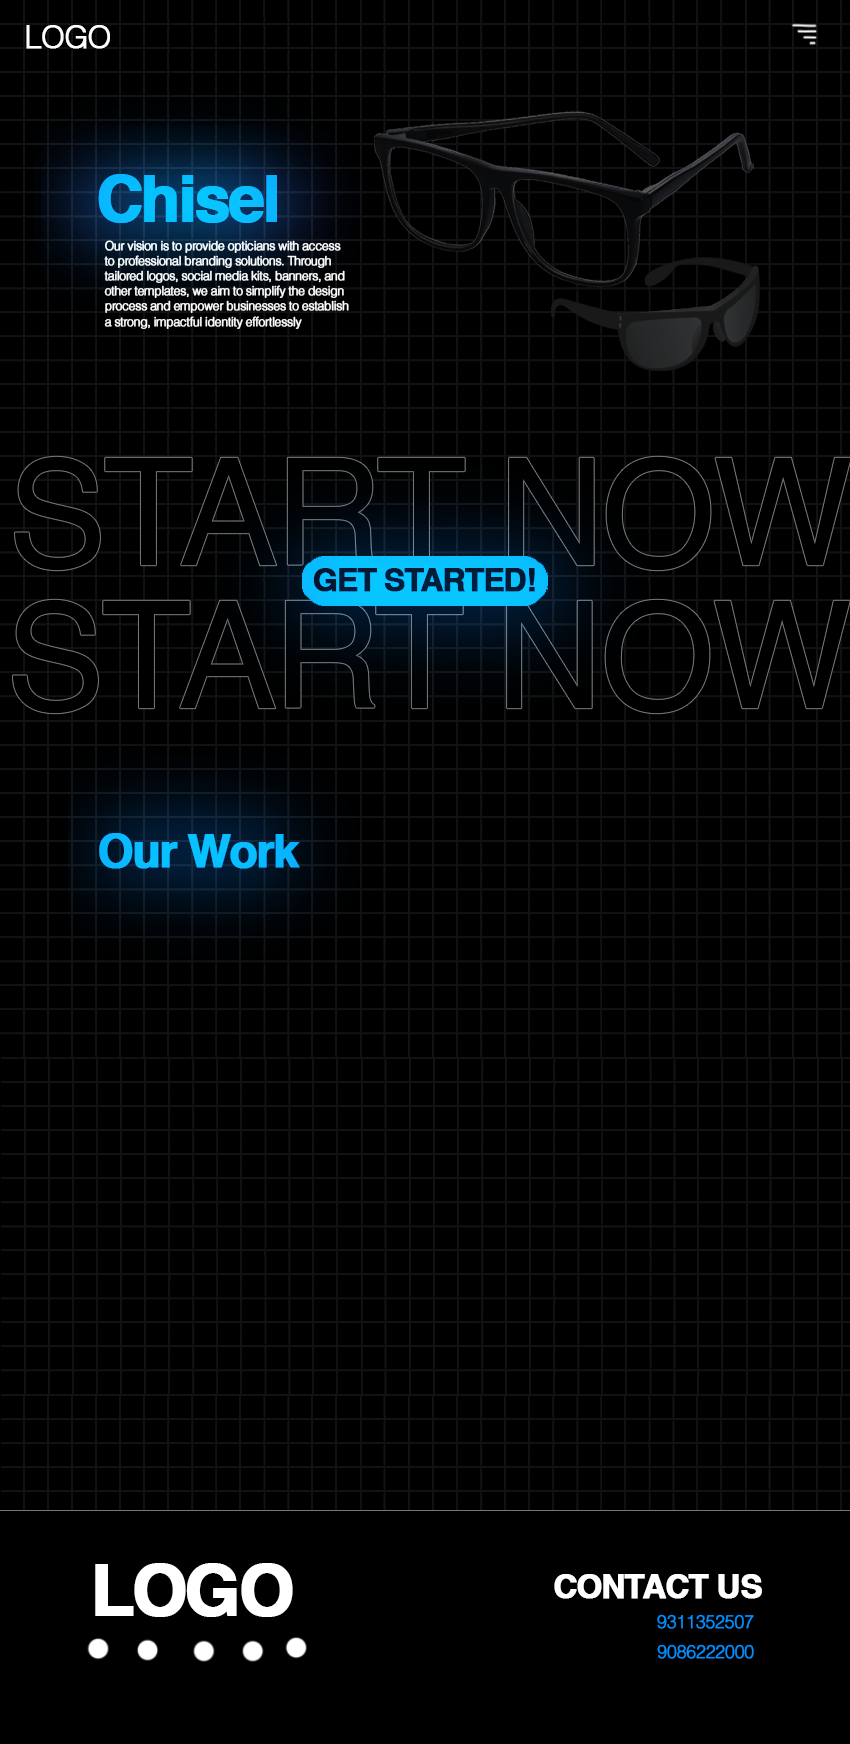 LOGO
Chisel
Our vision is to provide opticians with access
to professional branding solutions. Through
tailored logos, social media kits, banners, and
other templates, we aim to simplify the design
process and empower businesses to establish
a strong, impactful identity effortlessly
START NOW
GET STARTED!
START NOW
Our Work
LOGO
CONTACT US
9311352507
9086222000